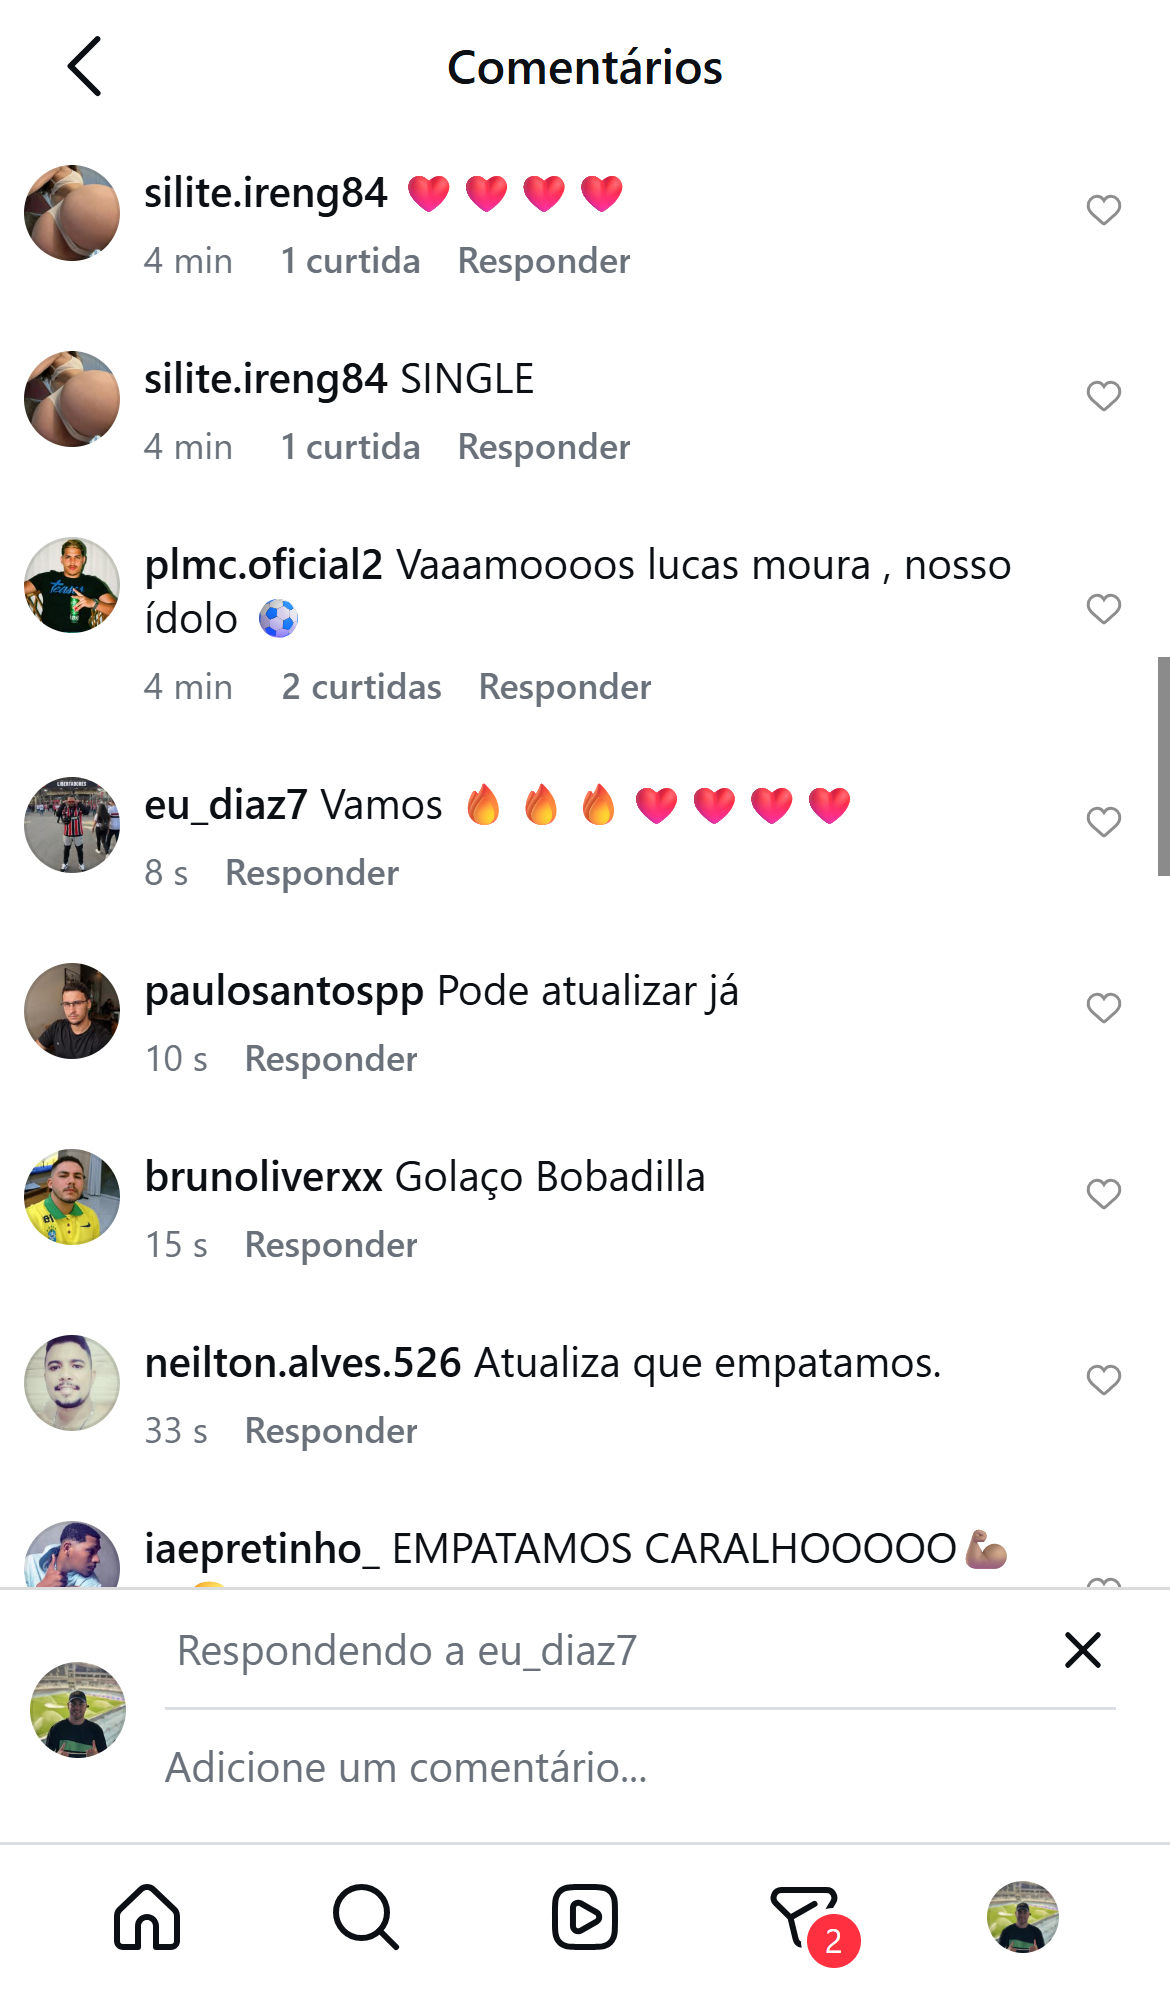 Comentários
silite.ireng84 ❤️ ❤️ ❤️ ❤️
4 min 1 curtida Responder
silite.ireng84 SINGLE
4 min 1 curtida Responder
plmc.oficial2 Vaaamoooos lucas moura , nosso
ídolo ⚽
4 min 2 curtidas Responder
eu_diaz7 Vamos 🔥 🔥 🔥 ❤️ ❤️ ❤️ ❤️
8 s Responder
paulosantospp Pode atualizar já
10 s Responder
brunoliverxx Golaço Bobadilla
15 s Responder
neilton.alves.526 Atualiza que empatamos.
33 s Responder
iaepretinho_ EMPATAMOS CARALHOOOOO💪🏽
Respondendo a eu_diaz7
Adicione um comentário...
2